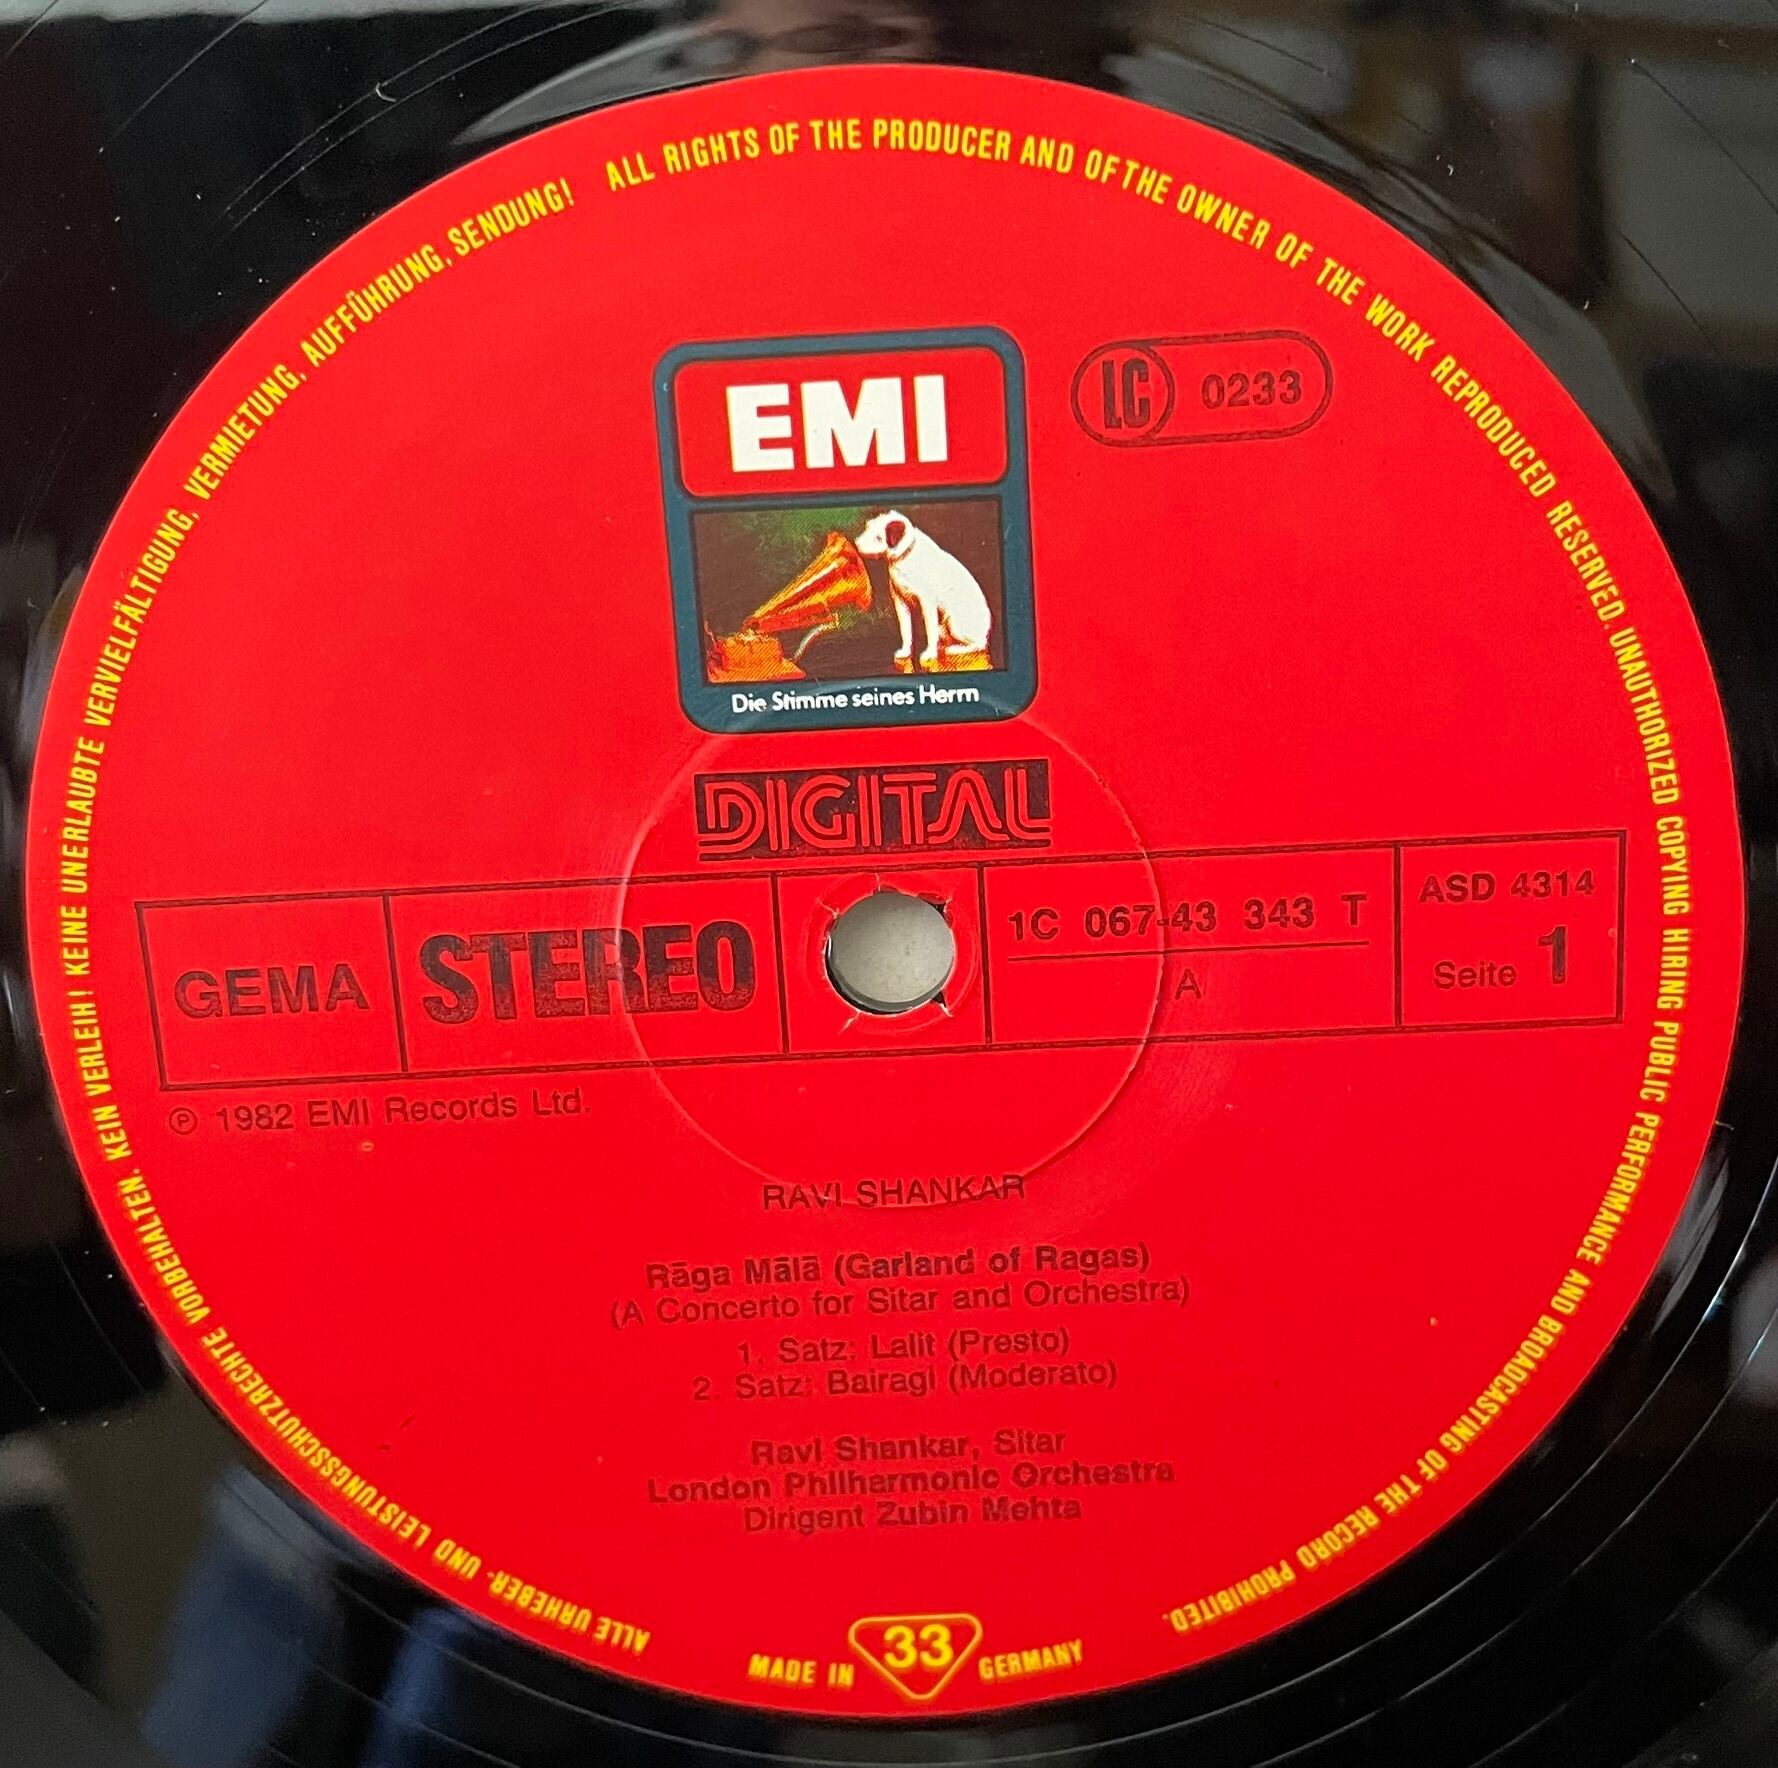 ALL RIGHTS OF THE PRODUCER AND OF THE OWNER OF THE WORK REPRODUCED RESERVED. UNAUTHORIZED COPYING HIRING PUBLIC PERFORMANCE AND BROADCASTING OF THE RECORD PROHIBITED.
ALLE URHEBER- UND LEISTUNGSSCHUTZRECHTE VORBEHALTEN. KEIN VERLEIH! KEINE UNERLAUBTE VERVIELFÄLTIGUNG, VERMIETUNG, AUFFÜHRUNG, SENDUNG!
EMI
LC 0233
Die Stimme seines Herrn
DIGITAL
GEMA
STEREO
1C 067-43 343 T
A
ASD 4314
Seite 1
℗ 1982 EMI Records Ltd.
RAVI SHANKAR
Rāga Mālā (Garland of Ragas)
(A Concerto for Sitar and Orchestra)
1. Satz: Lalit (Presto)
2. Satz: Bairagi (Moderato)
Ravi Shankar, Sitar
London Philharmonic Orchestra
Dirigent Zubin Mehta
MADE IN 33 GERMANY